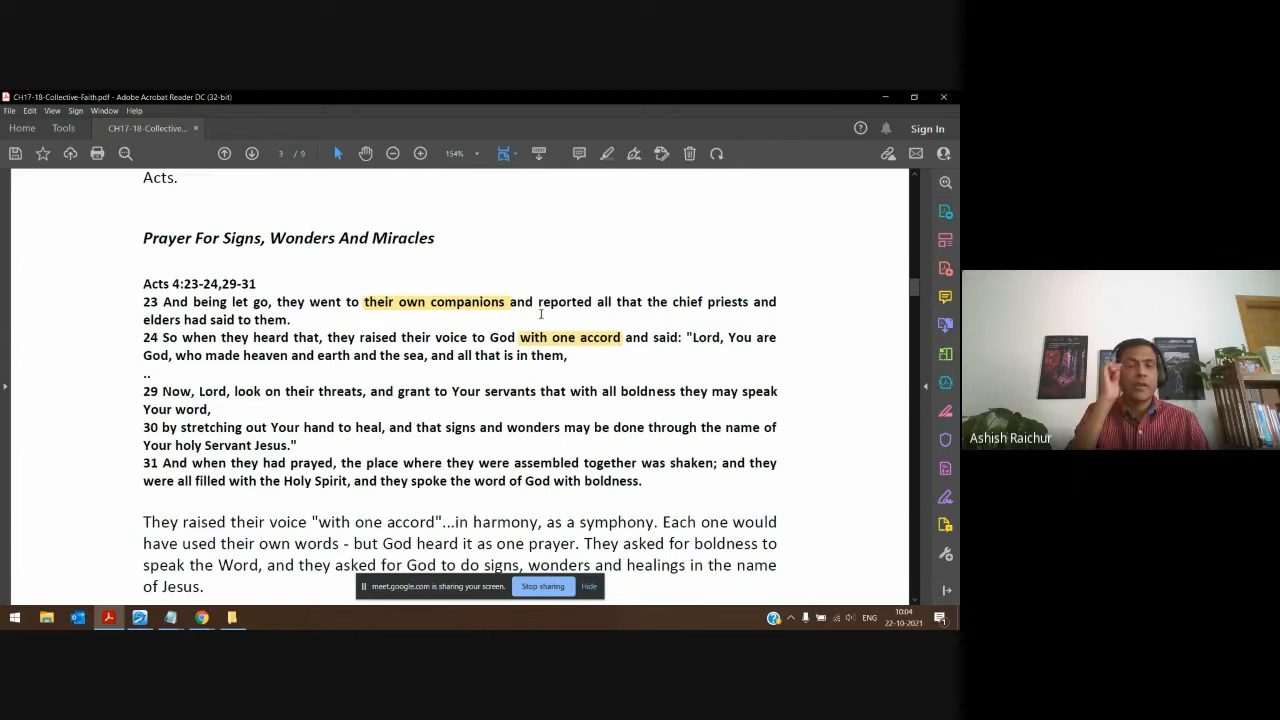 CH17-18-Collective-Faith.pdf - Adobe Acrobat Reader DC (32-bit)
File Edit View Sign Window Help
Home Tools CH17-18-Collective... × Sign In
3 / 9 154%
Acts.
Prayer For Signs, Wonders And Miracles
Acts 4:23-24,29-31
23 And being let go, they went to their own companions and reported all that the chief priests and
elders had said to them.
24 So when they heard that, they raised their voice to God with one accord and said: "Lord, You are
God, who made heaven and earth and the sea, and all that is in them,
..
29 Now, Lord, look on their threats, and grant to Your servants that with all boldness they may speak
Your word,
30 by stretching out Your hand to heal, and that signs and wonders may be done through the name of
Your holy Servant Jesus."
31 And when they had prayed, the place where they were assembled together was shaken; and they
were all filled with the Holy Spirit, and they spoke the word of God with boldness.
They raised their voice "with one accord"...in harmony, as a symphony. Each one would
have used their own words - but God heard it as one prayer. They asked for boldness to
speak the Word, and they asked for God to do signs, wonders and healings in the name
of Jesus.
meet.google.com is sharing your screen. Stop sharing Hide
ENG 10:04
22-10-2021
Ashish Raichur